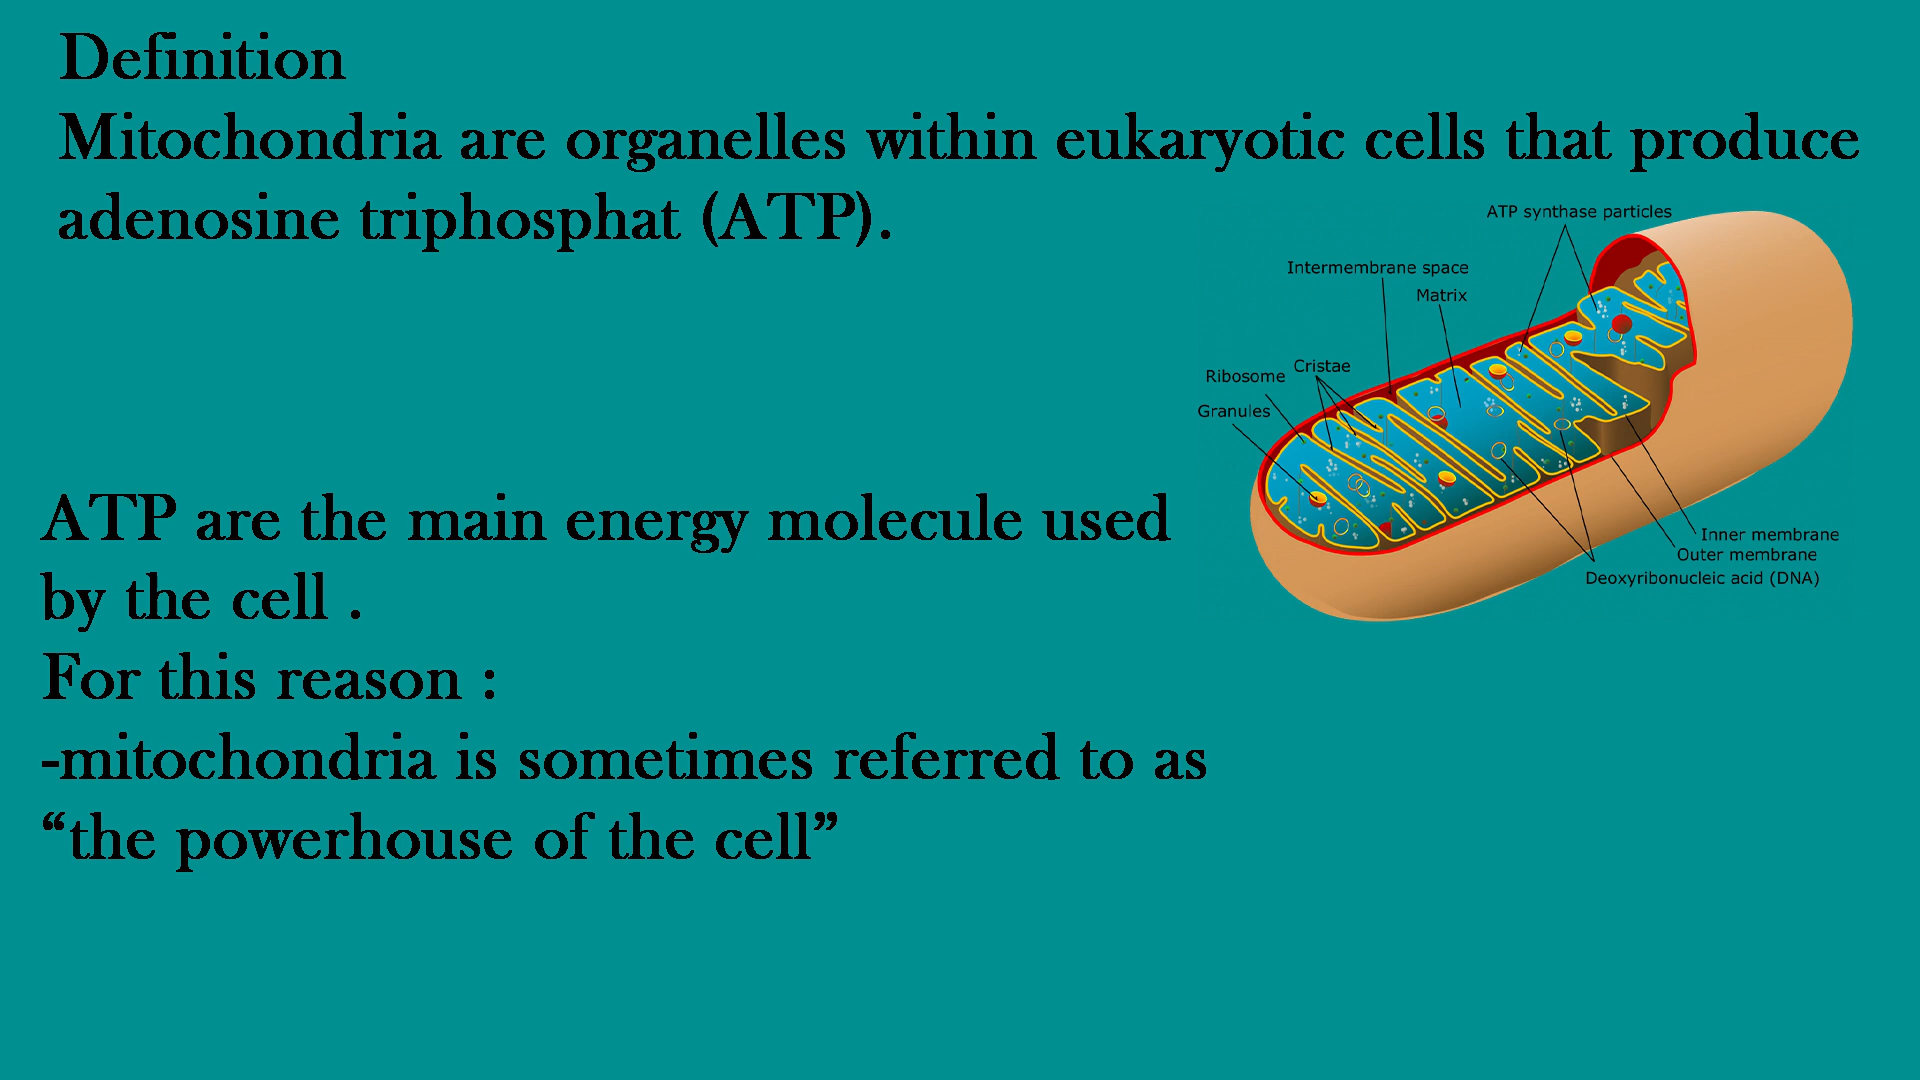 Definition
Mitochondria are organelles within eukaryotic cells that produce
adenosine triphosphat (ATP).
ATP synthase particles
Intermembrane space
Matrix
Cristae
Ribosome
Granules
Inner membrane
Outer membrane
Deoxyribonucleic acid (DNA)
ATP are the main energy molecule used
by the cell .
For this reason :
-mitochondria is sometimes referred to as
“the powerhouse of the cell”